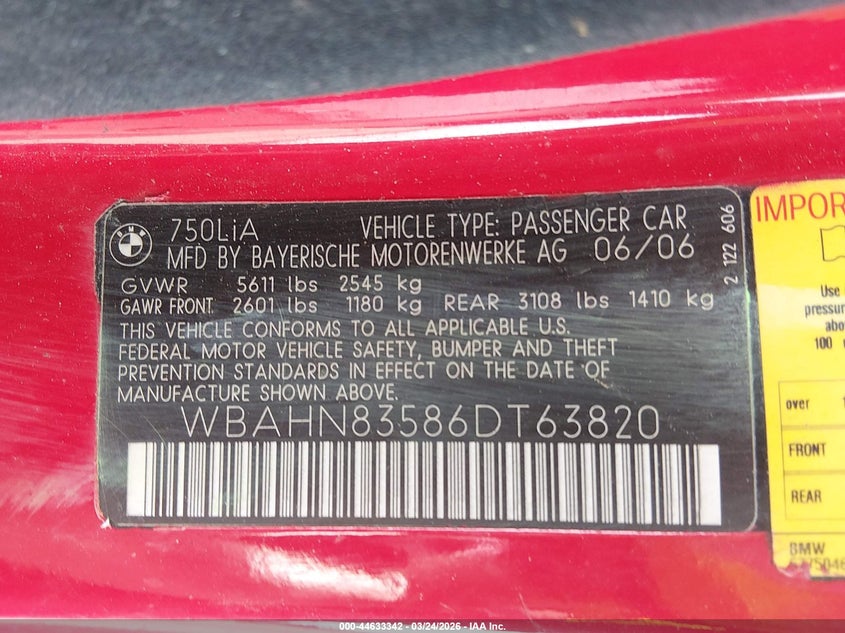 BMW
750LiA VEHICLE TYPE: PASSENGER CAR
MFD BY BAYERISCHE MOTORENWERKE AG 06/06
GVWR 5611 lbs 2545 kg
GAWR FRONT 2601 lbs 1180 kg REAR 3108 lbs 1410 kg
THIS VEHICLE CONFORMS TO ALL APPLICABLE U.S.
FEDERAL MOTOR VEHICLE SAFETY, BUMPER AND THEFT
PREVENTION STANDARDS IN EFFECT ON THE DATE OF
MANUFACTURE SHOWN ABOVE.
WBAHN83586DT63820
2 122 606
IMPOR
Use
pressur
abov
100
over
FRONT
REAR
BMW
000-44633342 - 03/24/2026 - IAA Inc.